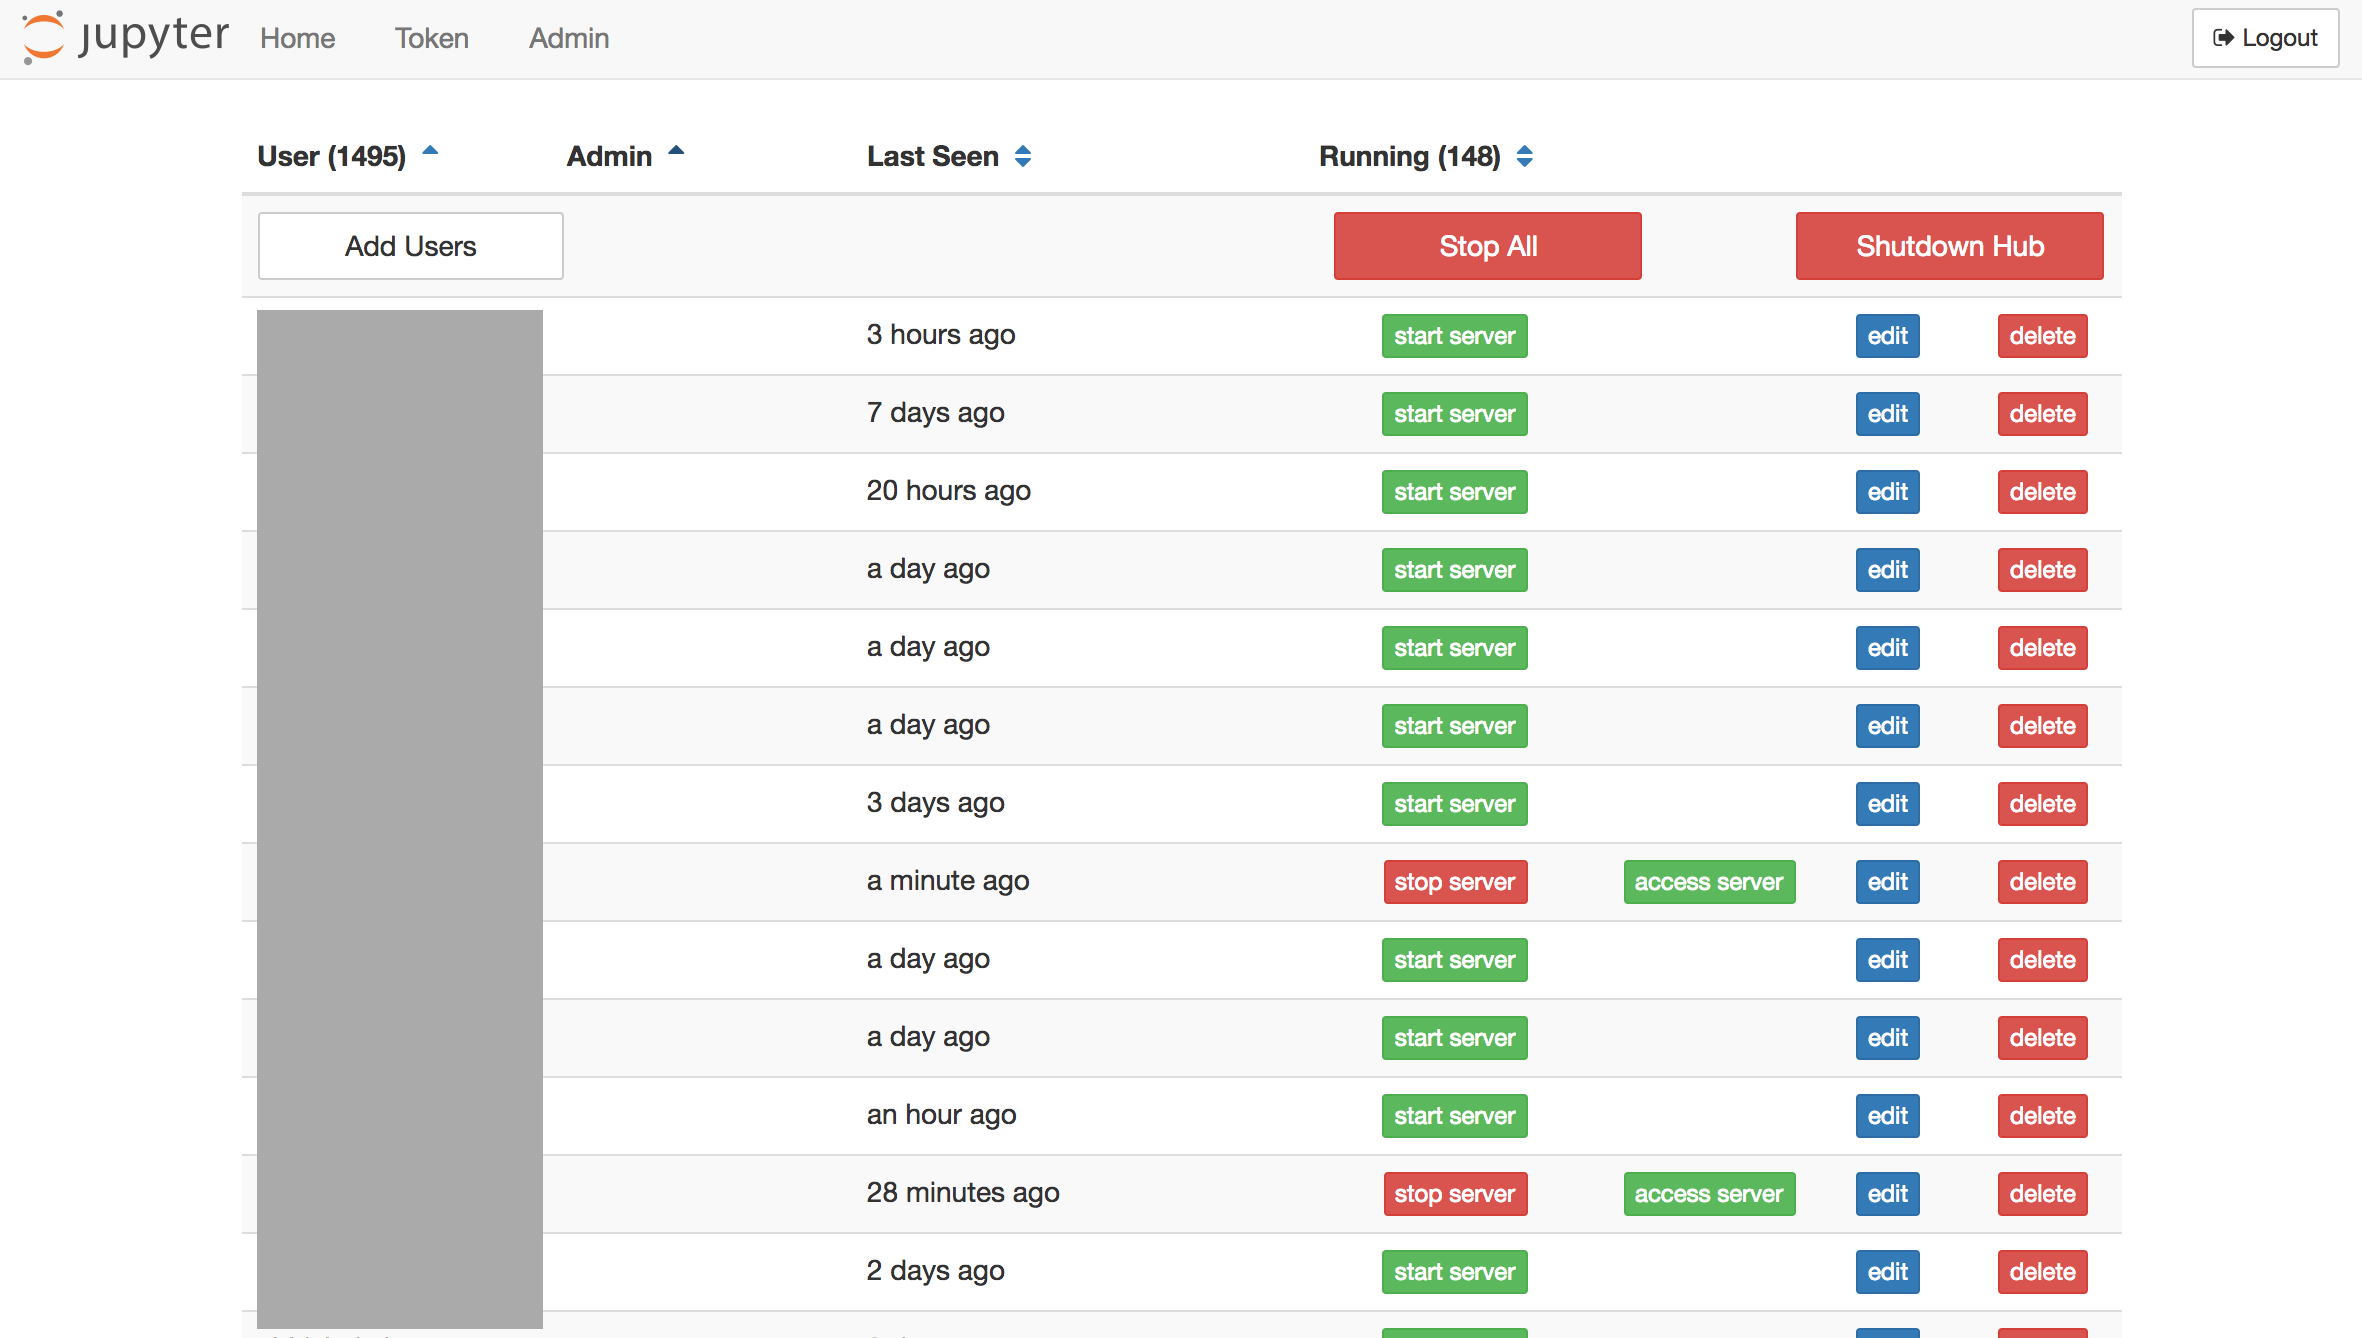 jupyter Home Token Admin Logout
User (1495) Admin Last Seen Running (148)
Add Users Stop All Shutdown Hub
3 hours ago start server edit delete
7 days ago start server edit delete
20 hours ago start server edit delete
a day ago start server edit delete
a day ago start server edit delete
a day ago start server edit delete
3 days ago start server edit delete
a minute ago stop server access server edit delete
a day ago start server edit delete
a day ago start server edit delete
an hour ago start server edit delete
28 minutes ago stop server access server edit delete
2 days ago start server edit delete